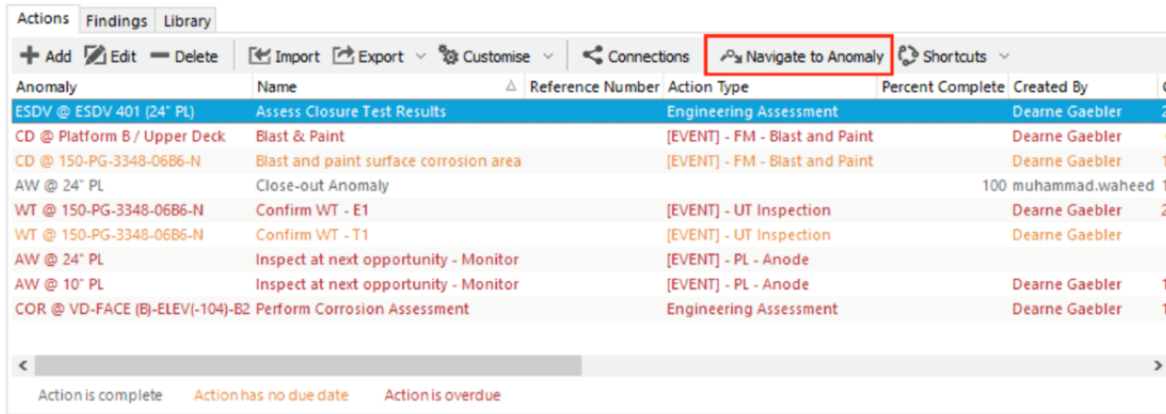 Actions Findings Library
Add Edit Delete Import Export Customise Connections Navigate to Anomaly Shortcuts
Anomaly Name Reference Number Action Type Percent Complete Created By
ESDV @ ESDV 401 (24" PL) Assess Closure Test Results Engineering Assessment Dearne Gaebler
CD @ Platform B / Upper Deck Blast & Paint [EVENT] - FM - Blast and Paint Dearne Gaebler
CD @ 150-PG-3348-06B6-N Blast and paint surface corrosion area [EVENT] - FM - Blast and Paint Dearne Gaebler 1
AW @ 24" PL Close-out Anomaly 100 muhammad.waheed 1
WT @ 150-PG-3348-06B6-N Confirm WT - E1 [EVENT] - UT Inspection Dearne Gaebler 2
WT @ 150-PG-3348-06B6-N Confirm WT - T1 [EVENT] - UT Inspection Dearne Gaebler
AW @ 24" PL Inspect at next opportunity - Monitor [EVENT] - PL - Anode
AW @ 10" PL Inspect at next opportunity - Monitor [EVENT] - PL - Anode Dearne Gaebler 1
COR @ VD-FACE (B)-ELEV(-104)-B2 Perform Corrosion Assessment Engineering Assessment Dearne Gaebler 1
Action is complete Action has no due date Action is overdue